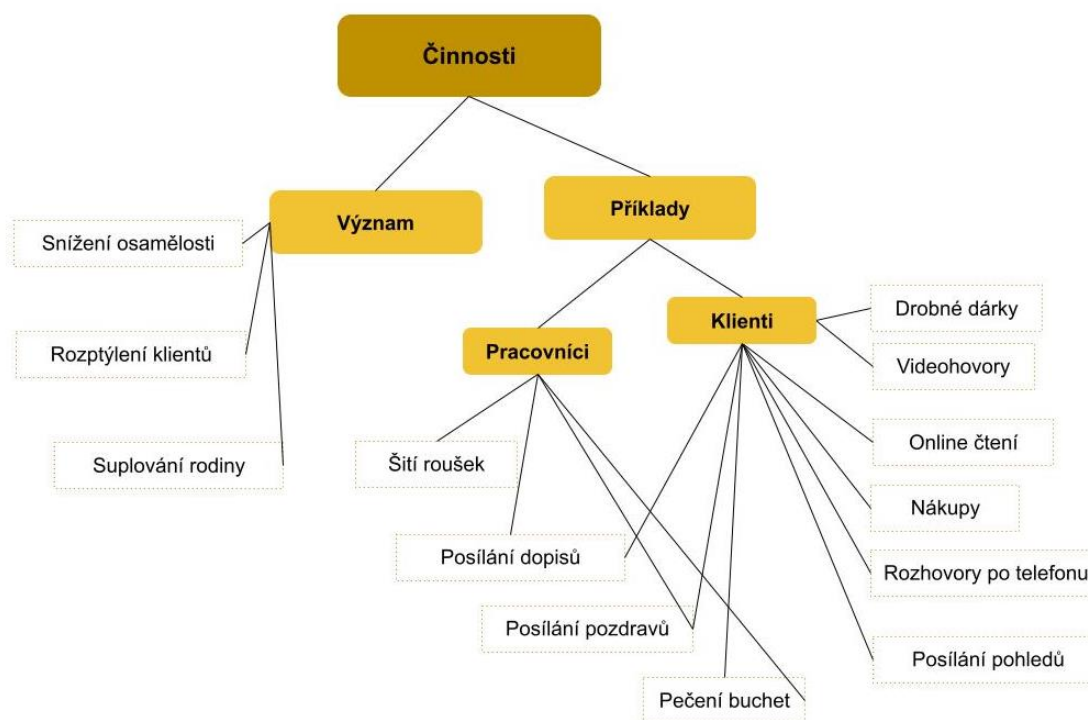 Činnosti
Význam
Příklady
Snížení osamělosti
Rozptýlení klientů
Suplování rodiny
Pracovníci
Klienti
Drobné dárky
Videohovory
Online čtení
Nákupy
Rozhovory po telefonu
Posílání pohledů
Šití roušek
Posílání dopisů
Posílání pozdravů
Pečení buchet